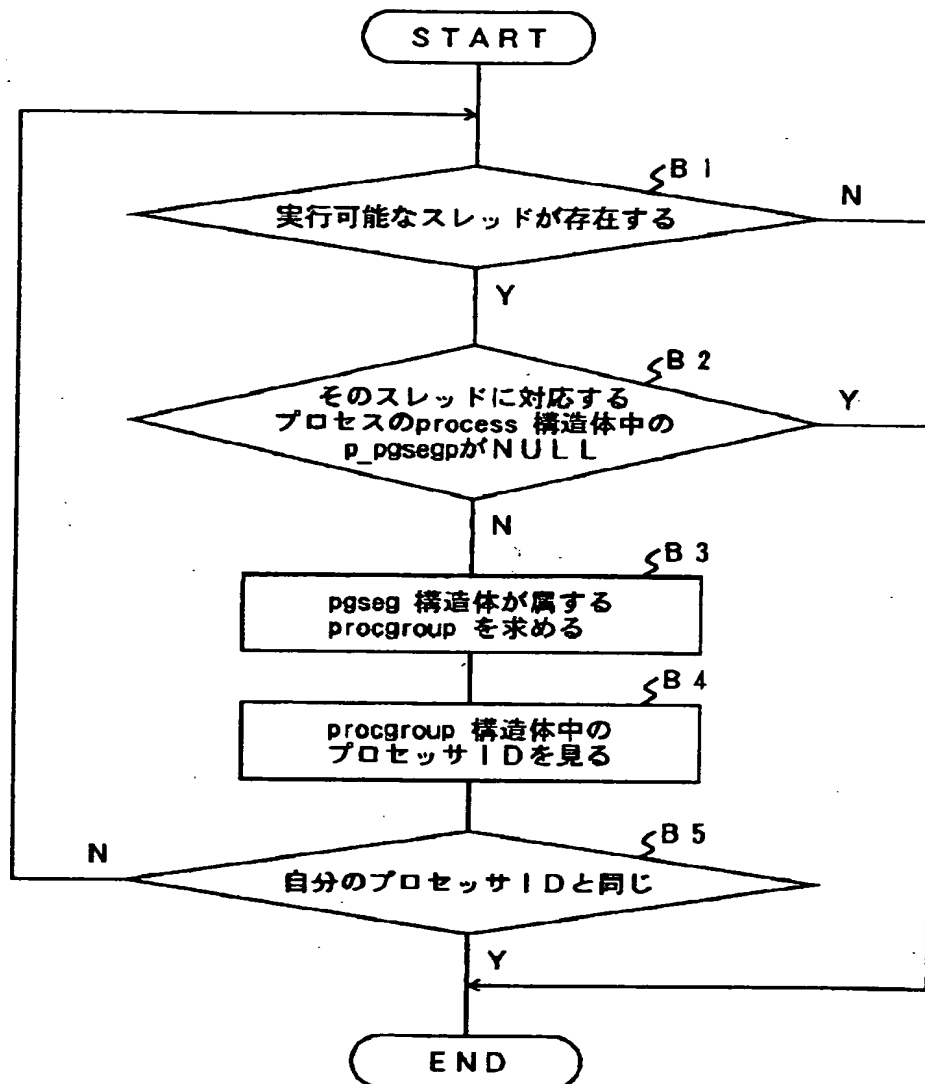 START
B1
N
実行可能なスレッドが存在する
Y
B2
そのスレッドに対応する
プロセスのprocess 構造体中の
p_pgsegpがNULL
Y
N
B3
pgseg 構造体が属する
procgroup を求める
B4
procgroup 構造体中の
プロセッサIDを見る
B5
N
自分のプロセッサIDと同じ
Y
END